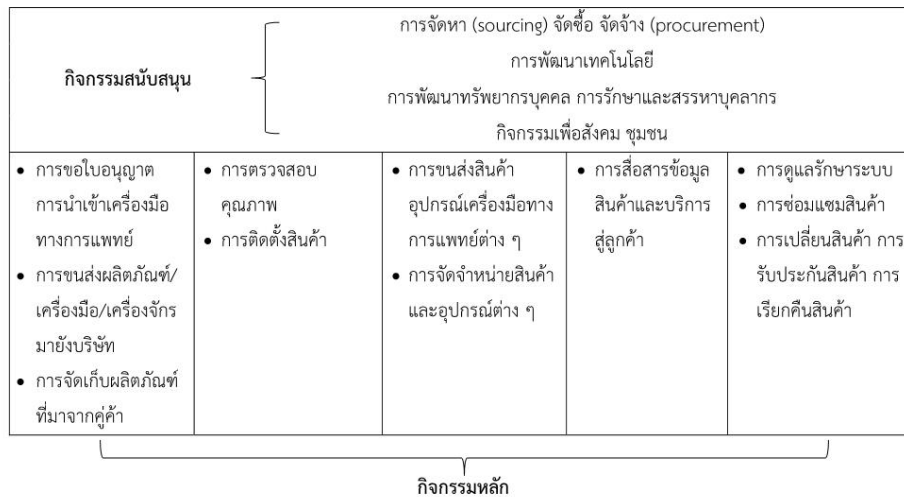 การจัดหา (sourcing) จัดซื้อ จัดจ้าง (procurement)
การพัฒนาเทคโนโลยี
กิจกรรมสนับสนุน
การพัฒนาทรัพยากรบุคคล การรักษาและสรรหาบุคลากร
กิจกรรมเพื่อสังคม ชุมชน
• การขอใบอนุญาต
การนำเข้าเครื่องมือ
ทางการแพทย์
• การขนส่งผลิตภัณฑ์/
เครื่องมือ/เครื่องจักร
มายังบริษัท
• การจัดเก็บผลิตภัณฑ์
ที่มาจากคู่ค้า
• การตรวจสอบ
คุณภาพ
• การติดตั้งสินค้า
• การขนส่งสินค้า
อุปกรณ์เครื่องมือทาง
การแพทย์ต่าง ๆ
• การจัดจำหน่ายสินค้า
และอุปกรณ์ต่าง ๆ
• การสื่อสารข้อมูล
สินค้าและบริการ
สู่ลูกค้า
• การดูแลรักษาระบบ
• การซ่อมแซมสินค้า
• การเปลี่ยนสินค้า การ
รับประกันสินค้า การ
เรียกคืนสินค้า
กิจกรรมหลัก